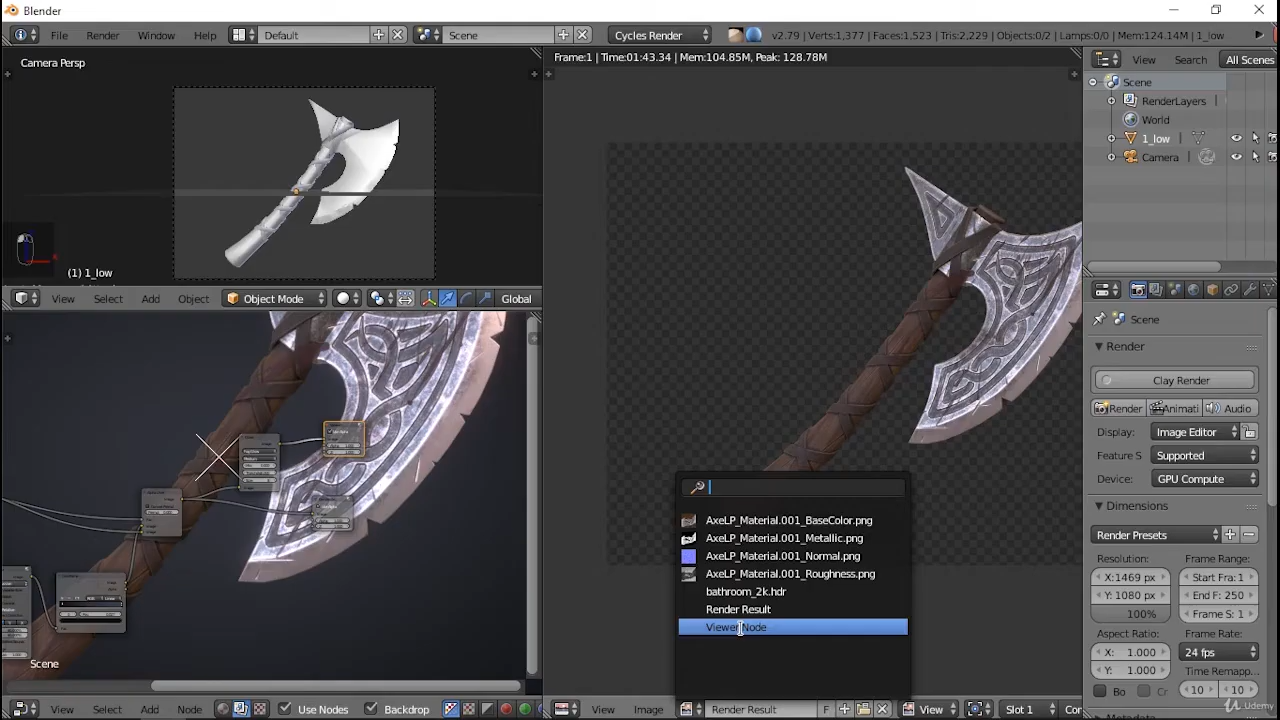 Blender
File Render Window Help Default Scene Cycles Render v2.79 | Verts:1,377 | Faces:1,523 | Tris:2,229 | Objects:0/2 | Lamps:0/0 | Mem:124.14M | 1_low
Camera Persp
(1) 1_low
View Select Add Object Object Mode Global
Scene
View Select Add Node Use Nodes Backdrop
Frame:1 | Time:01:43.34 | Mem:104.85M, Peak: 128.78M
AxeLP_Material.001_BaseColor.png
AxeLP_Material.001_Metallic.png
AxeLP_Material.001_Normal.png
AxeLP_Material.001_Roughness.png
bathroom_2k.hdr
Render Result
Viewer Node
View Image Render Result F View Slot 1 Cor
View Search All Scenes
Scene
RenderLayers
World
1_low
Camera
Scene
Render
Clay Render
Render Animati Audio
Display: Image Editor
Feature S Supported
Device: GPU Compute
Dimensions
Render Presets
Resolution: Frame Range:
X:1469 px Start Fra: 1
Y: 1080 px End F: 250
100% Frame S: 1
Aspect Ratio: Frame Rate:
X: 1.000 24 fps
Y: 1.000 Time Remapp
Bo Cr 10 10
Udemy